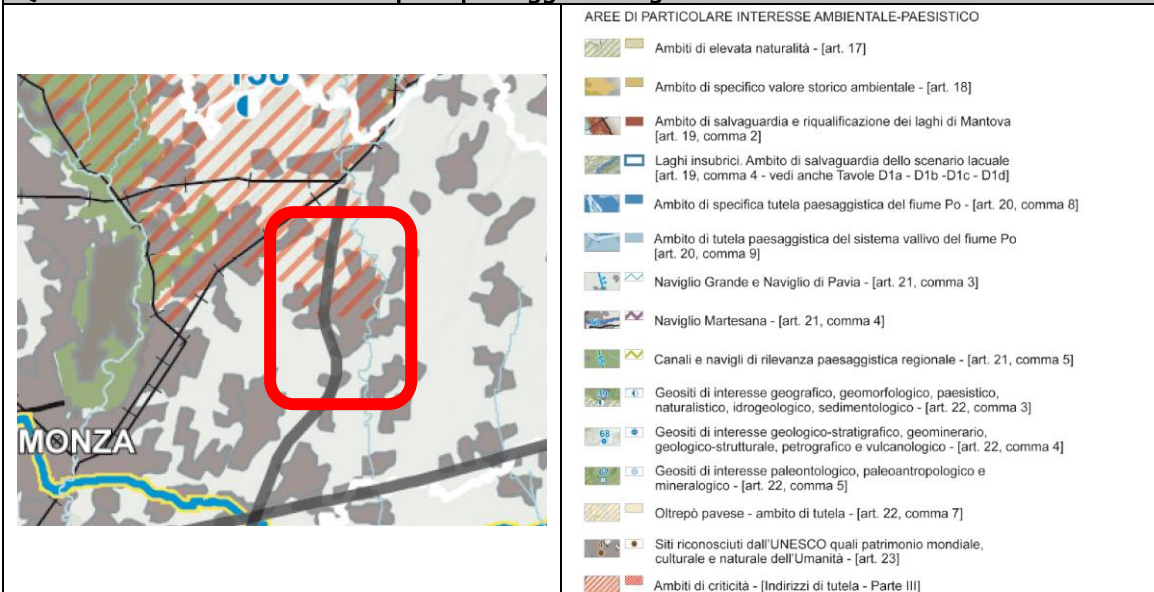 AREE DI PARTICOLARE INTERESSE AMBIENTALE-PAESISTICO
Ambiti di elevata naturalità - [art. 17]
Ambito di specifico valore storico ambientale - [art. 18]
Ambito di salvaguardia e riqualificazione dei laghi di Mantova
[art. 19, comma 2]
Laghi insubrici. Ambito di salvaguardia dello scenario lacuale
[art. 19, comma 4 - vedi anche Tavole D1a - D1b -D1c - D1d]
Ambito di specifica tutela paesaggistica del fiume Po - [art. 20, comma 8]
Ambito di tutela paesaggistica del sistema vallivo del fiume Po
[art. 20, comma 9]
Naviglio Grande e Naviglio di Pavia - [art. 21, comma 3]
Naviglio Martesana - [art. 21, comma 4]
Canali e navigli di rilevanza paesaggistica regionale - [art. 21, comma 5]
Geositi di interesse geografico, geomorfologico, paesistico,
naturalistico, idrogeologico, sedimentologico - [art. 22, comma 3]
68
Geositi di interesse geologico-stratigrafico, geominerario,
geologico-strutturale, petrografico e vulcanologico - [art. 22, comma 4]
Geositi di interesse paleontologico, paleoantropologico e
mineralogico - [art. 22, comma 5]
Oltrepò pavese - ambito di tutela - [art. 22, comma 7]
Siti riconosciuti dall'UNESCO quali patrimonio mondiale,
culturale e naturale dell'Umanità - [art. 23]
Ambiti di criticità - [Indirizzi di tutela - Parte III]
MONZA